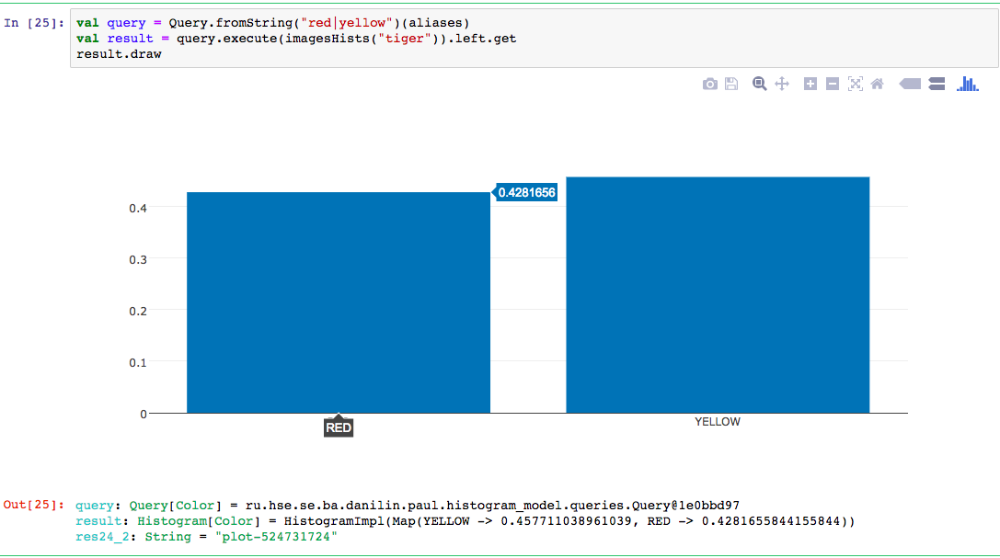 In [25]: val query = Query.fromString("red|yellow")(aliases)
val result = query.execute(imagesHists("tiger")).left.get
result.draw
0.4281656
0.4
0.3
0.2
0.1
0
RED
YELLOW
Out[25]: query: Query[Color] = ru.hse.se.ba.danilin.paul.histogram_model.queries.Query@1e0bbd97
result: Histogram[Color] = HistogramImpl(Map(YELLOW -> 0.457711038961039, RED -> 0.4281655844155844))
res24_2: String = "plot-524731724"